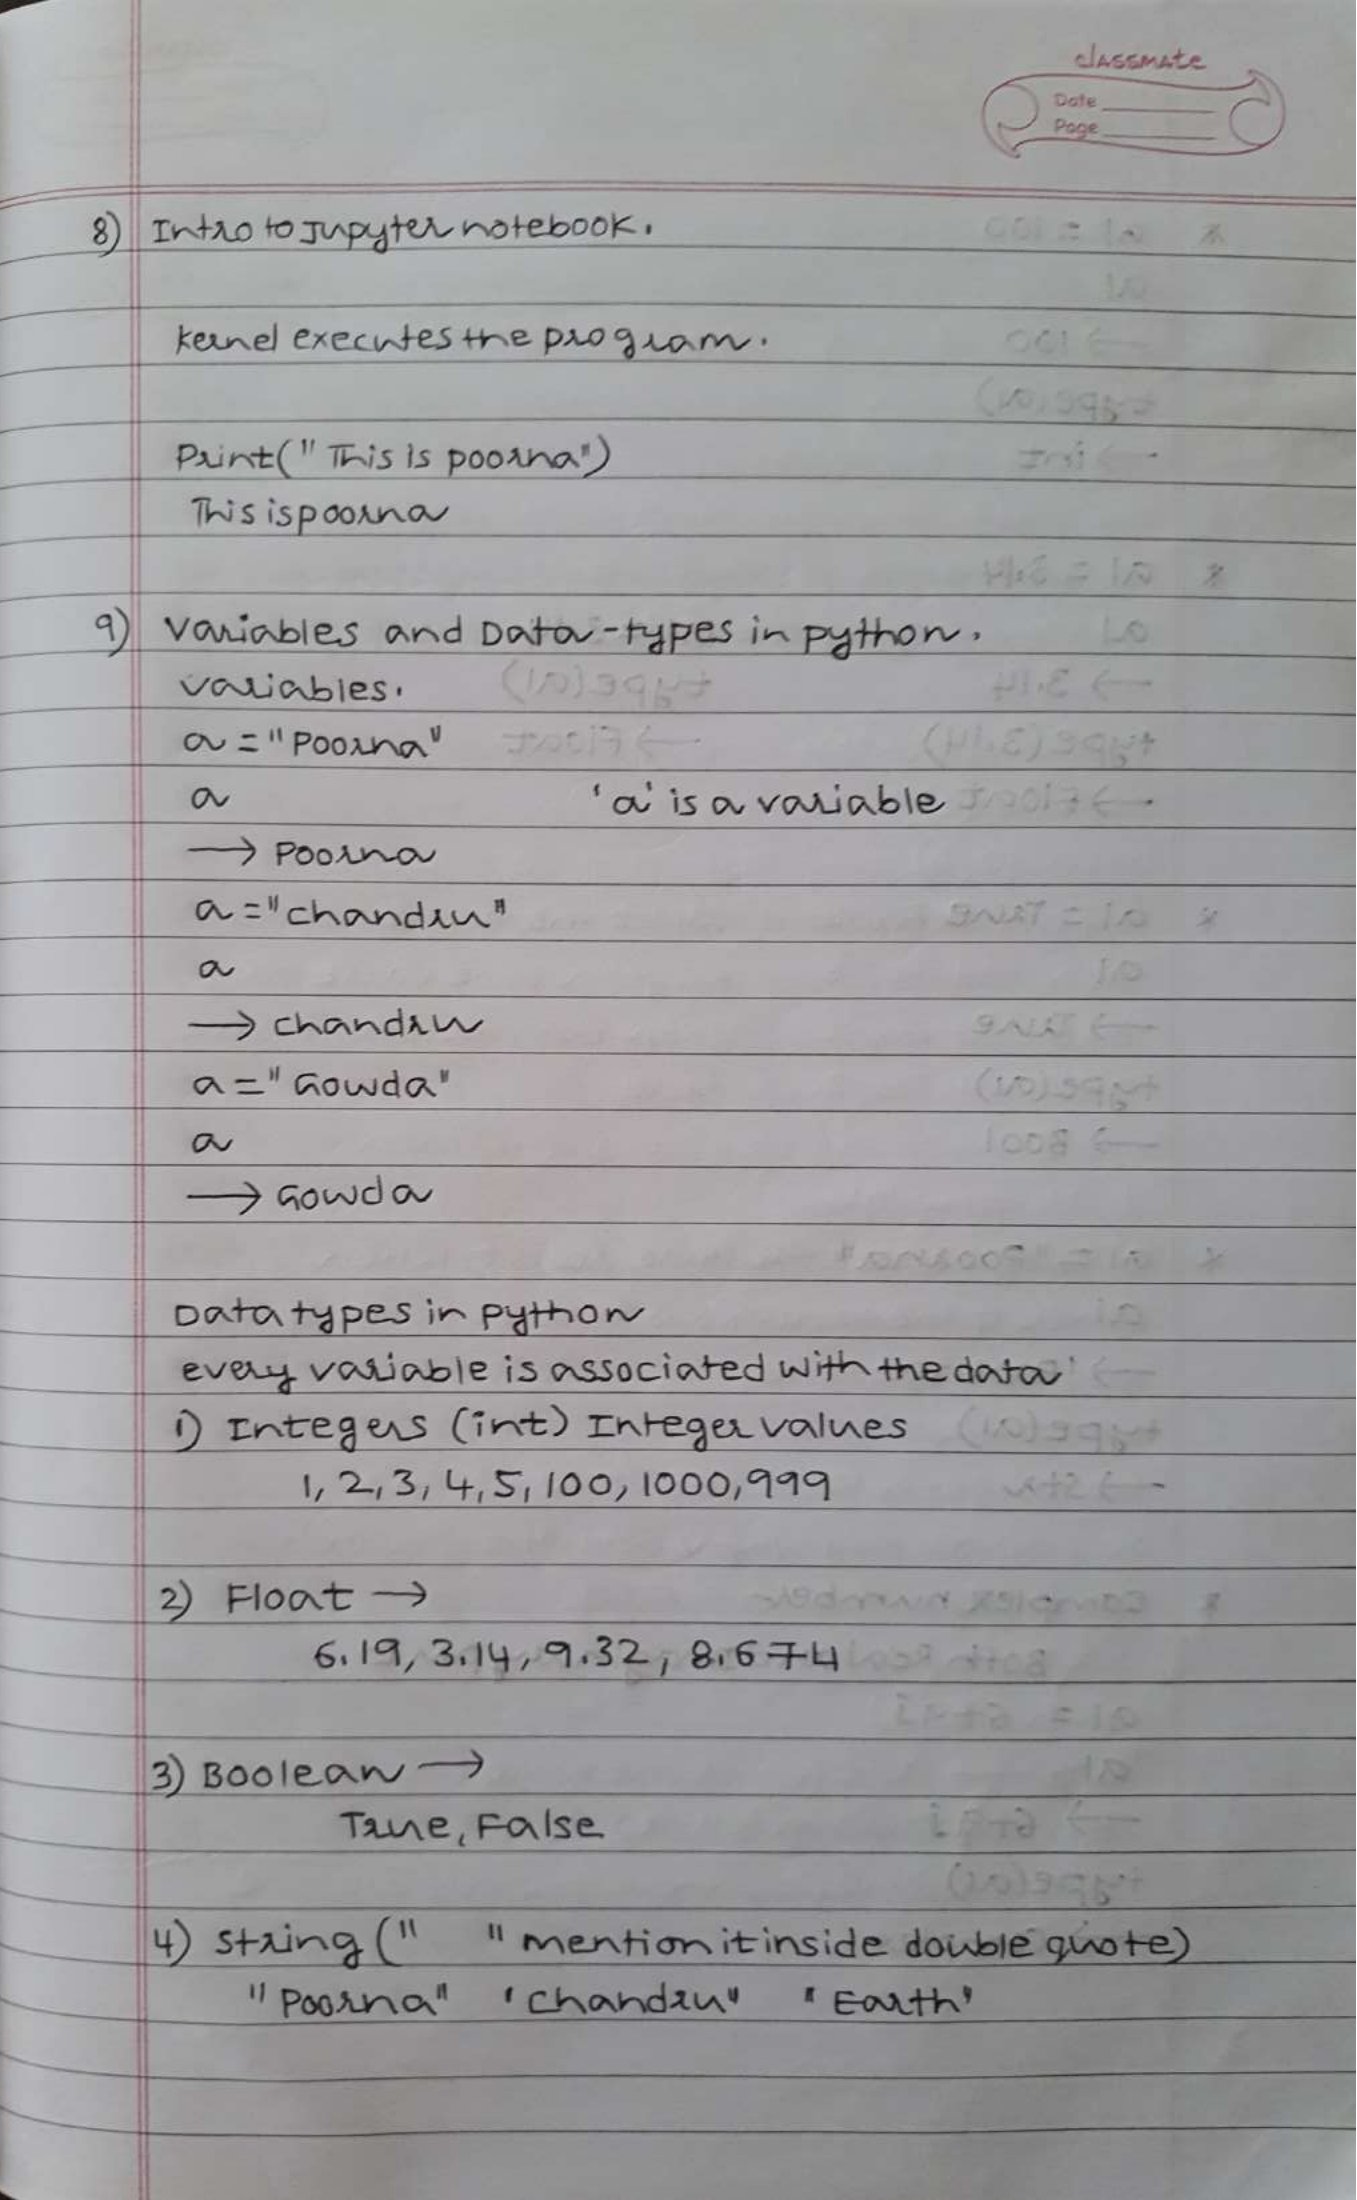 classmate
Date
Page
8) Intro to Jupyter notebook.
kernel executes the program.
Print(" This is poorna")
This is poorna
9) Variables and Data-types in python.
variables.
a = "Poorna"
a 'a' is a variable
→ Poorna
a = "chandru"
a
→ chandru
a = " Gowda"
a
→ Gowda
Data types in python
every variable is associated with the data
1) Integers (int) Integer values
1, 2, 3, 4, 5, 100, 1000, 999
2) Float →
6.19, 3.14, 9.32, 8.674
3) Boolean →
True, False
4) string (" " mention it inside double quote)
"Poorna" 'chandru" "Earth'